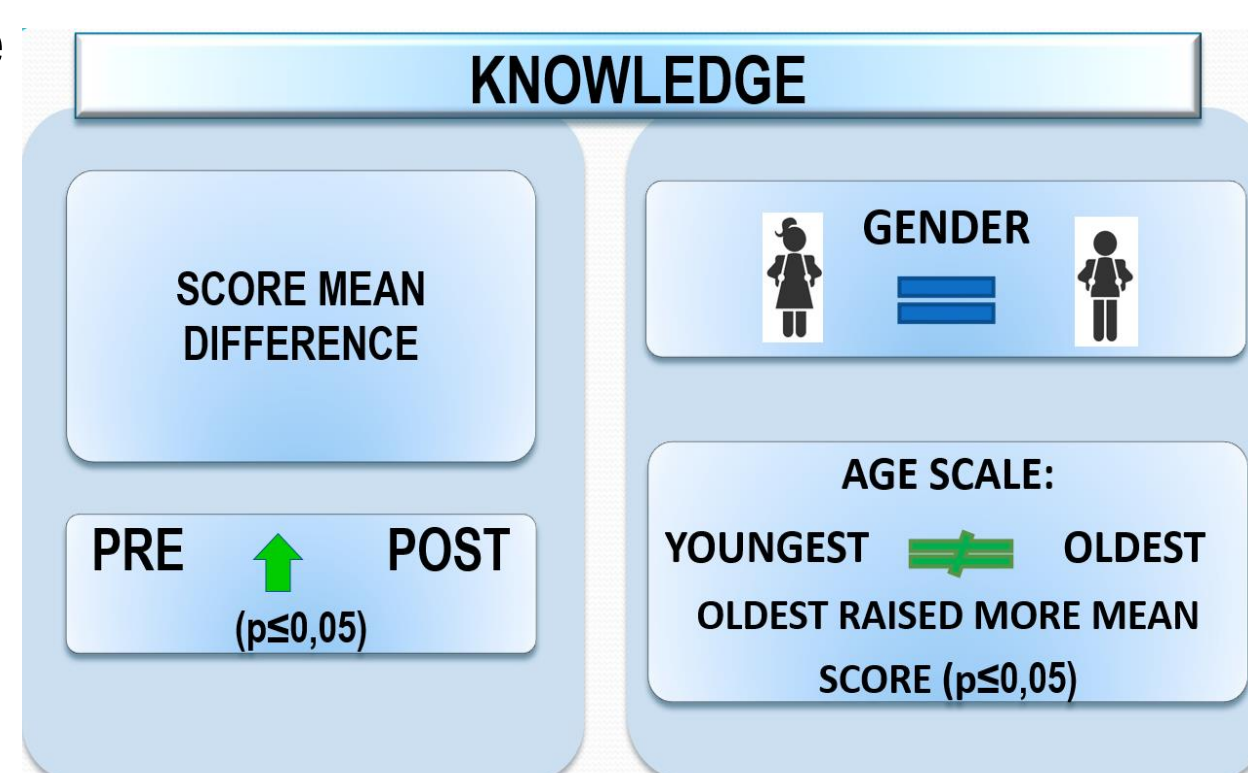 e
KNOWLEDGE
SCORE MEAN
DIFFERENCE
PRE POST
(p≤0,05)
GENDER
AGE SCALE:
YOUNGEST OLDEST
OLDEST RAISED MORE MEAN
SCORE (p≤0,05)